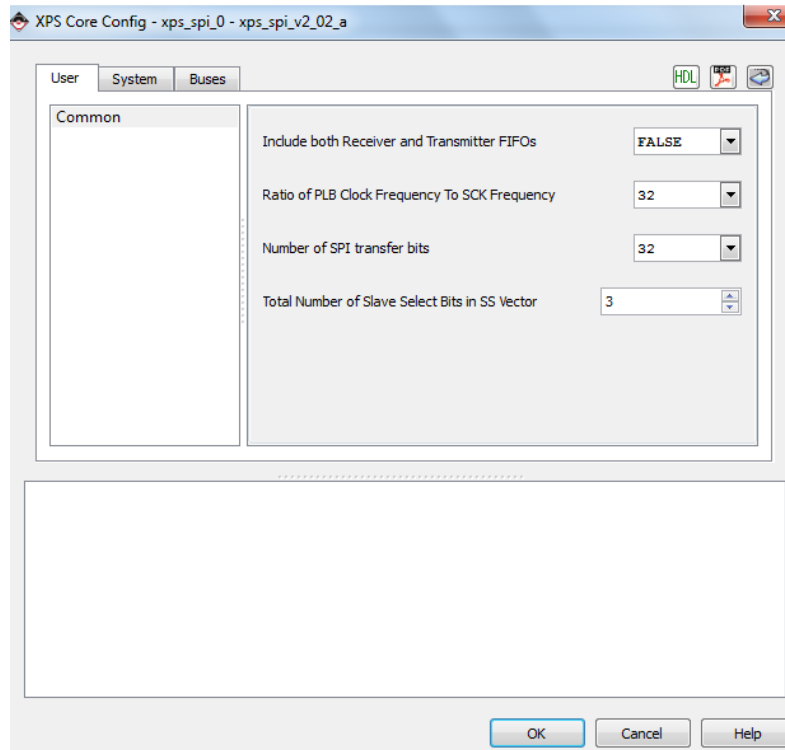 XPS Core Config - xps_spi_0 - xps_spi_v2_02_a
User System Buses HDL PDF
Common
Include both Receiver and Transmitter FIFOs FALSE
Ratio of PLB Clock Frequency To SCK Frequency 32
Number of SPI transfer bits 32
Total Number of Slave Select Bits in SS Vector 3
OK Cancel Help